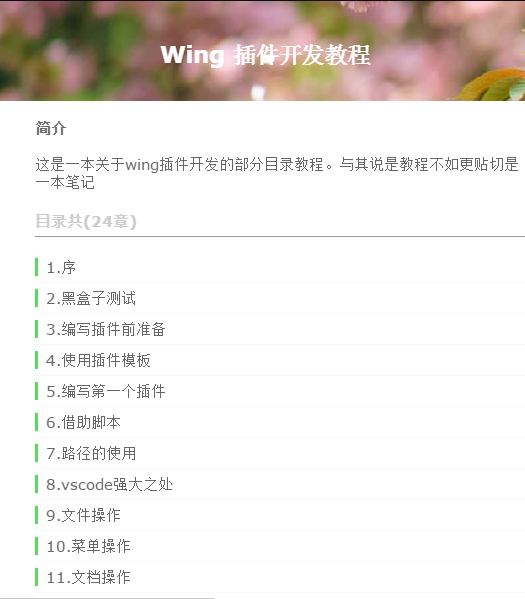 Wing 插件开发教程
简介
这是一本关于wing插件开发的部分目录教程。与其说是教程不如更贴切是
一本笔记
目录共(24章)
1.序
2.黑盒子测试
3.编写插件前准备
4.使用插件模板
5.编写第一个插件
6.借助脚本
7.路径的使用
8.vscode强大之处
9.文件操作
10.菜单操作
11.文档操作